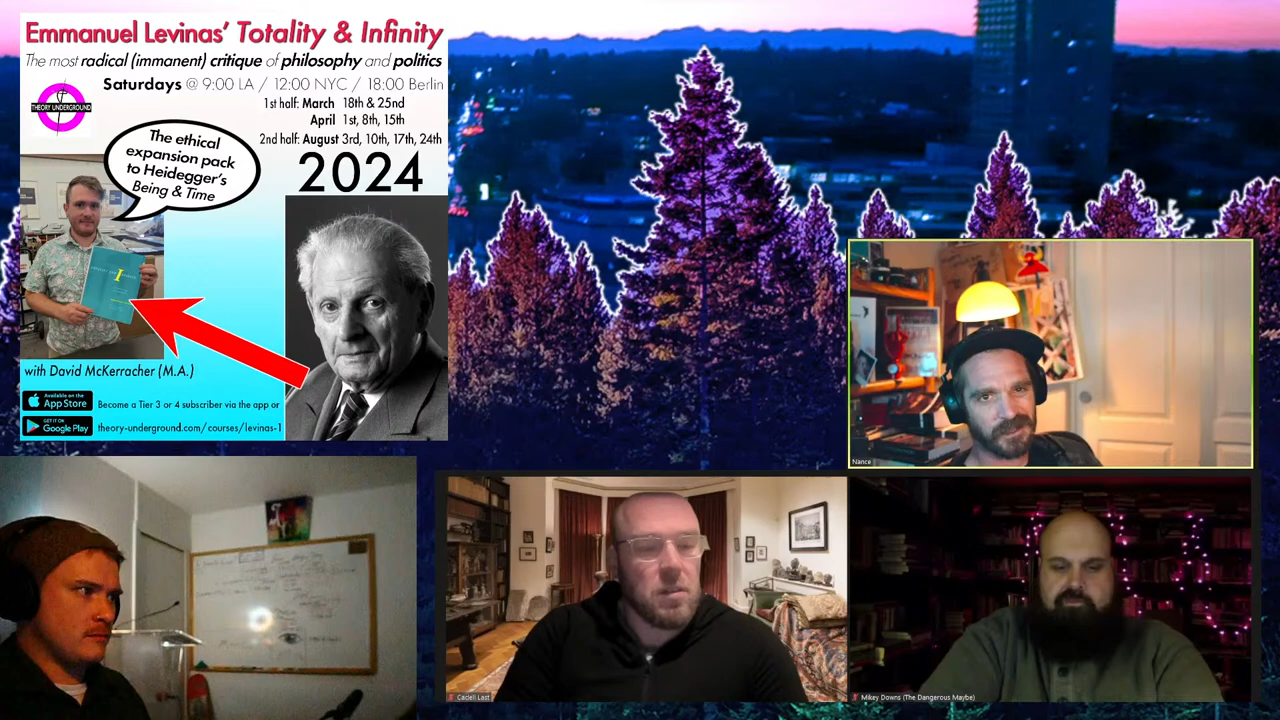 Emmanuel Levinas' Totality & Infinity
The most radical (immanent) critique of philosophy and politics
Saturdays @ 9:00 LA / 12:00 NYC / 18:00 Berlin
1st half: March 18th & 25nd
April 1st, 8th, 15th
2nd half: August 3rd, 10th, 17th, 24th
2024
THEORY UNDERGROUND
The ethical
expansion pack
to Heidegger's
Being & Time
with David McKerracher (M.A.)
Available on the
App Store
GET IT ON
Google Play
Become a Tier 3 or 4 subscriber via the app or
theory-underground.com/courses/levinas-1
Nance
Cadell Last
Mikey Downs (The Dangerous Maybe)